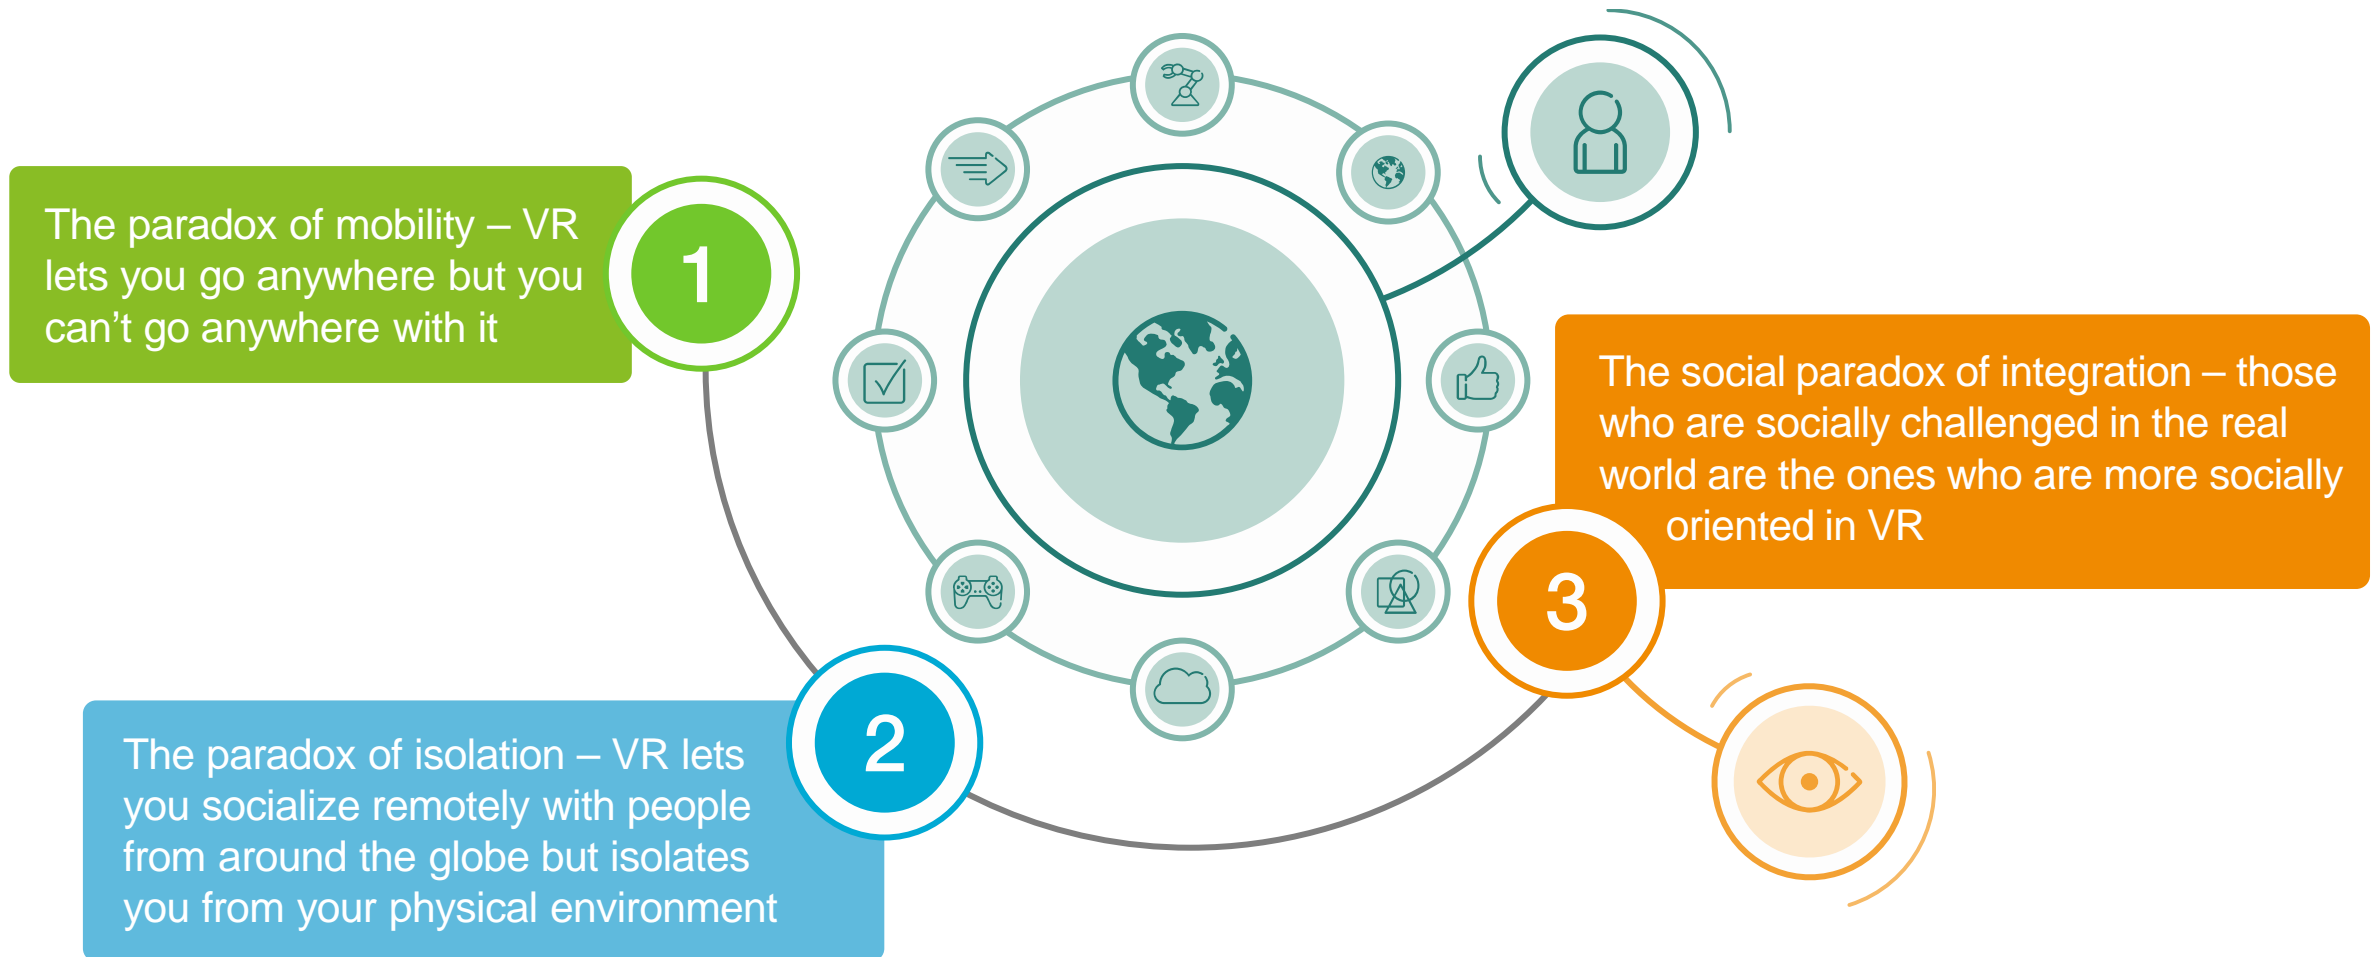 The paradox of mobility – VR
lets you go anywhere but you
can’t go anywhere with it
1
The paradox of isolation – VR lets
you socialize remotely with people
from around the globe but isolates
you from your physical environment
2
The social paradox of integration – those
who are socially challenged in the real
world are the ones who are more socially
oriented in VR
3